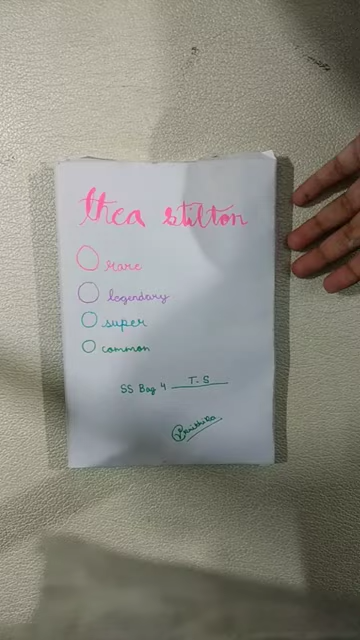 thea stilton
rare
legendary
super
common
SS Bag 4 T-S